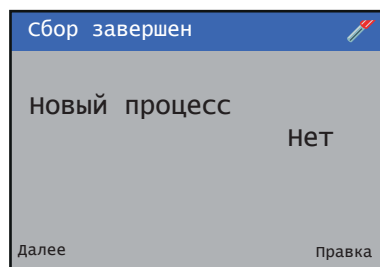 Сбор завершен
Новый процесс
Нет
Далее
Правка